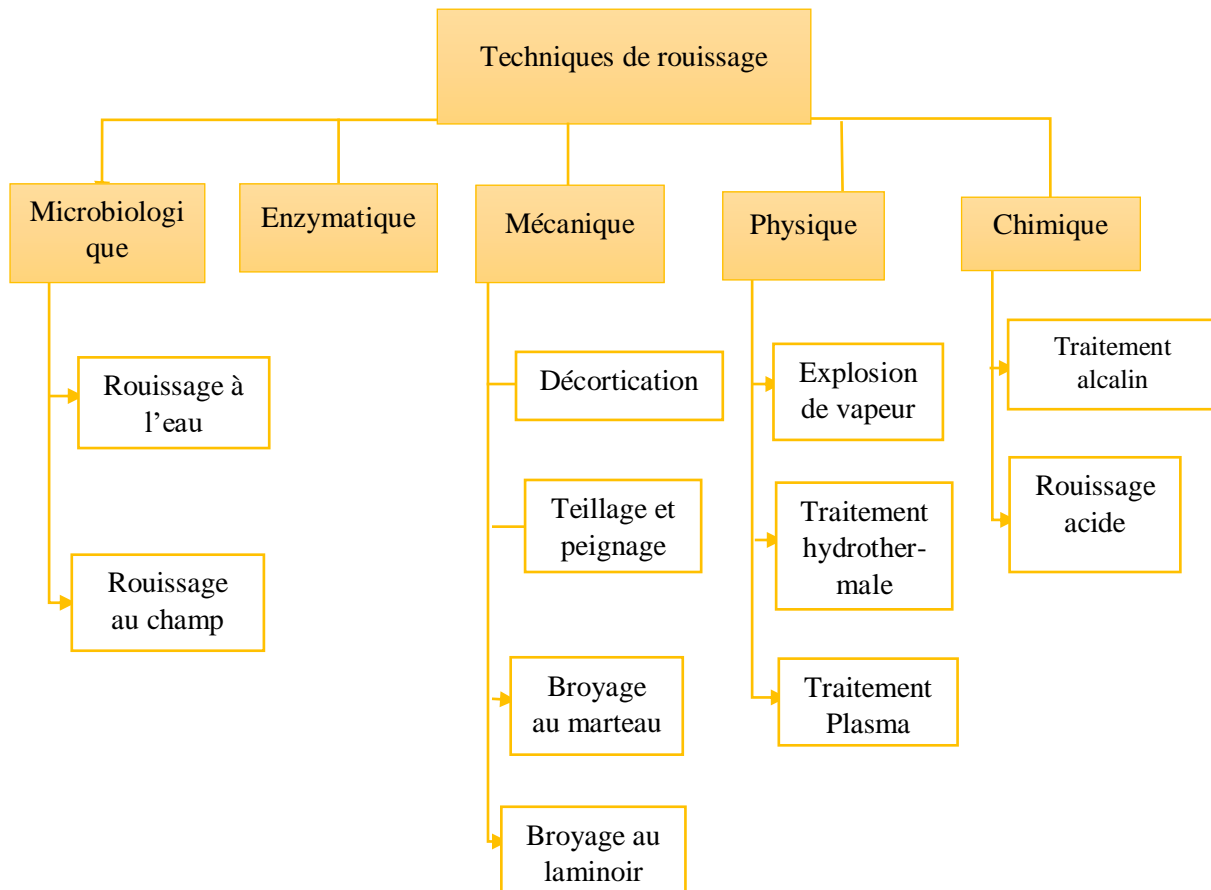 Techniques de rouissage
Microbiologi
que
Enzymatique
Mécanique
Physique
Chimique
Rouissage à
l’eau
Rouissage
au champ
Décortication
Teillage et
peignage
Broyage
au marteau
Broyage au
laminoir
Explosion
de vapeur
Traitement
hydrother-
male
Traitement
Plasma
Traitement
alcalin
Rouissage
acide